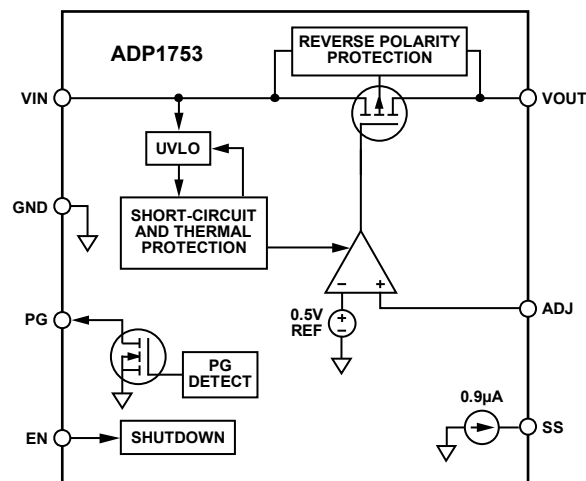 ADP1753
REVERSE POLARITY
PROTECTION
VIN
VOUT
UVLO
GND
SHORT-CIRCUIT
AND THERMAL
PROTECTION
–
+
0.5V
REF
+
–
ADJ
PG
PG
DETECT
0.9µA
SS
EN
SHUTDOWN